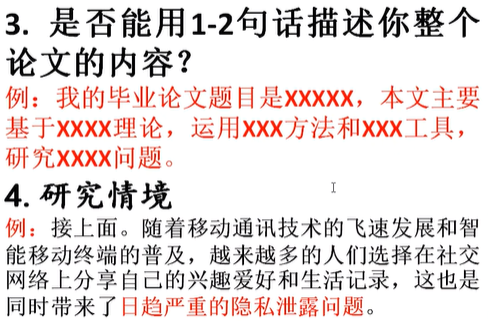 3. 是否能用1-2句话描述你整个
论文的内容？
例：我的毕业论文题目是XXXXX，本文主要
基于XXXX理论，运用XXX方法和XXX工具，
研究XXXX问题。
4. 研究情境
例：接上面。随着移动通讯技术的飞速发展和智
能移动终端的普及，越来越多的人们选择在社交
网络上分享自己的兴趣爱好和生活记录，这也是
同时带来了日趋严重的隐私泄露问题。